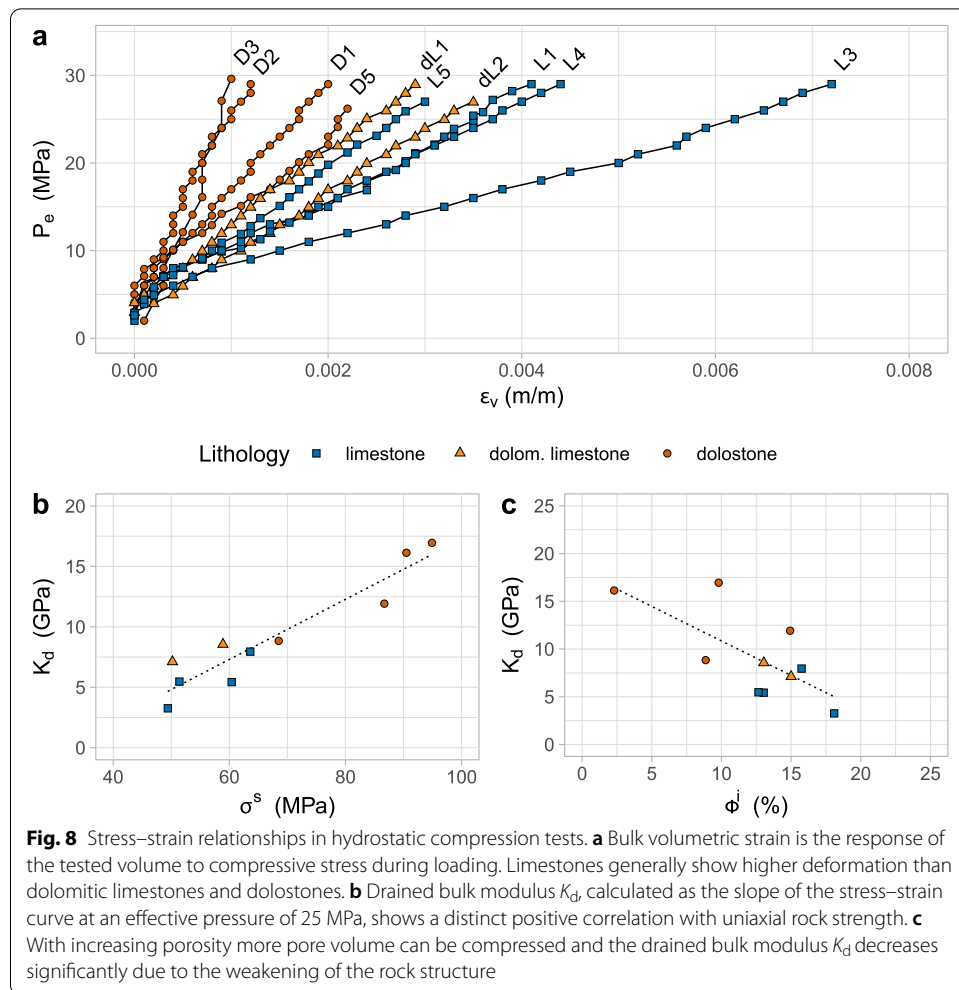 a
D3
D2
D1
D5
dL1
L5
dL2
L1
L4
L3
30
20
10
0
Pe (MPa)
0.000 0.002 0.004 0.006 0.008
εv (m/m)
Lithology limestone dolom. limestone dolostone
b
20
15
10
5
0
Kd (GPa)
40 60 80 100
σs (MPa)
c
25
20
15
10
5
0
Kd (GPa)
0 5 10 15 20 25
Φi (%)
Fig. 8 Stress–strain relationships in hydrostatic compression tests. a Bulk volumetric strain is the response of
the tested volume to compressive stress during loading. Limestones generally show higher deformation than
dolomitic limestones and dolostones. b Drained bulk modulus Kd, calculated as the slope of the stress–strain
curve at an effective pressure of 25 MPa, shows a distinct positive correlation with uniaxial rock strength. c
With increasing porosity more pore volume can be compressed and the drained bulk modulus Kd decreases
significantly due to the weakening of the rock structure